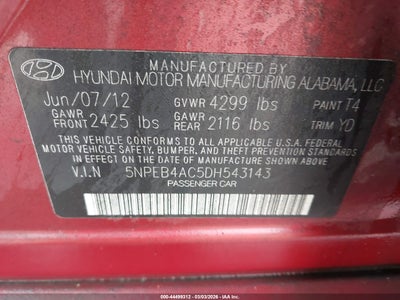 MANUFACTURED BY
HYUNDAI MOTOR MANUFACTURING ALABAMA, LLC
Jun/07/12 GVWR 4299 lbs PAINT T4
GAWR FRONT 2425 lbs GAWR REAR 2116 lbs TRIM YD
THIS VEHICLE CONFORMS TO ALL APPLICABLE U.S.A FEDERAL
MOTOR VEHICLE SAFETY, BUMPER, AND THEFT PREVENTION
STANDARDS IN EFFECT ON THE DATE OF MANUFACTURE SHOWN ABOVE.
V.I.N 5NPEB4AC5DH543143
PASSENGER CAR
000-44499312 - 03/03/2026 - IAA